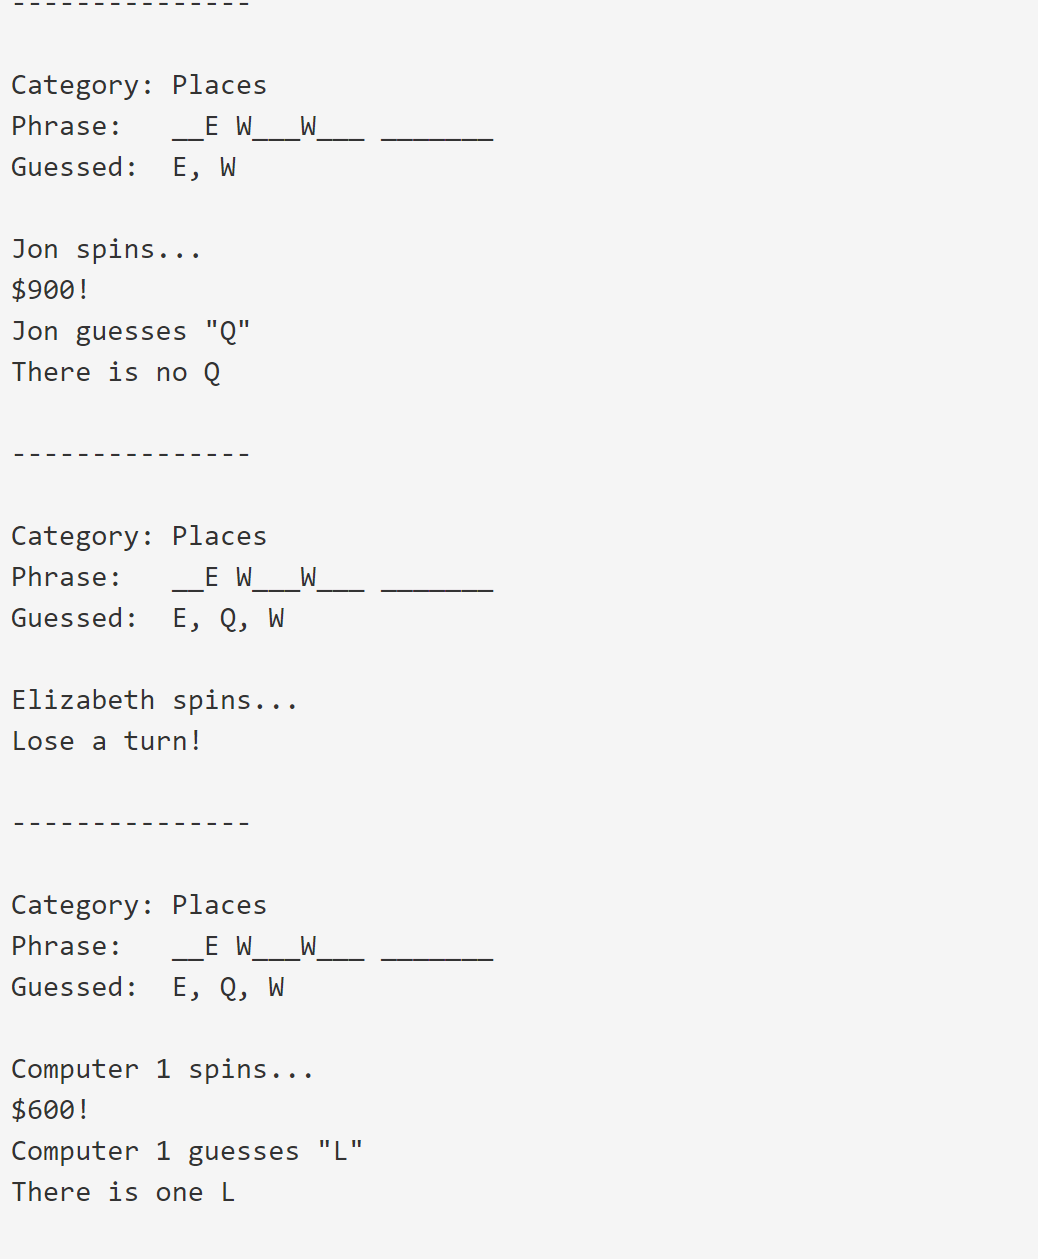 ---------------
Category: Places
Phrase:   __E W___W___ _______
Guessed:  E, W
Jon spins...
$900!
Jon guesses "Q"
There is no Q
---------------
Category: Places
Phrase:   __E W___W___ _______
Guessed:  E, Q, W
Elizabeth spins...
Lose a turn!
---------------
Category: Places
Phrase:   __E W___W___ _______
Guessed:  E, Q, W
Computer 1 spins...
$600!
Computer 1 guesses "L"
There is one L